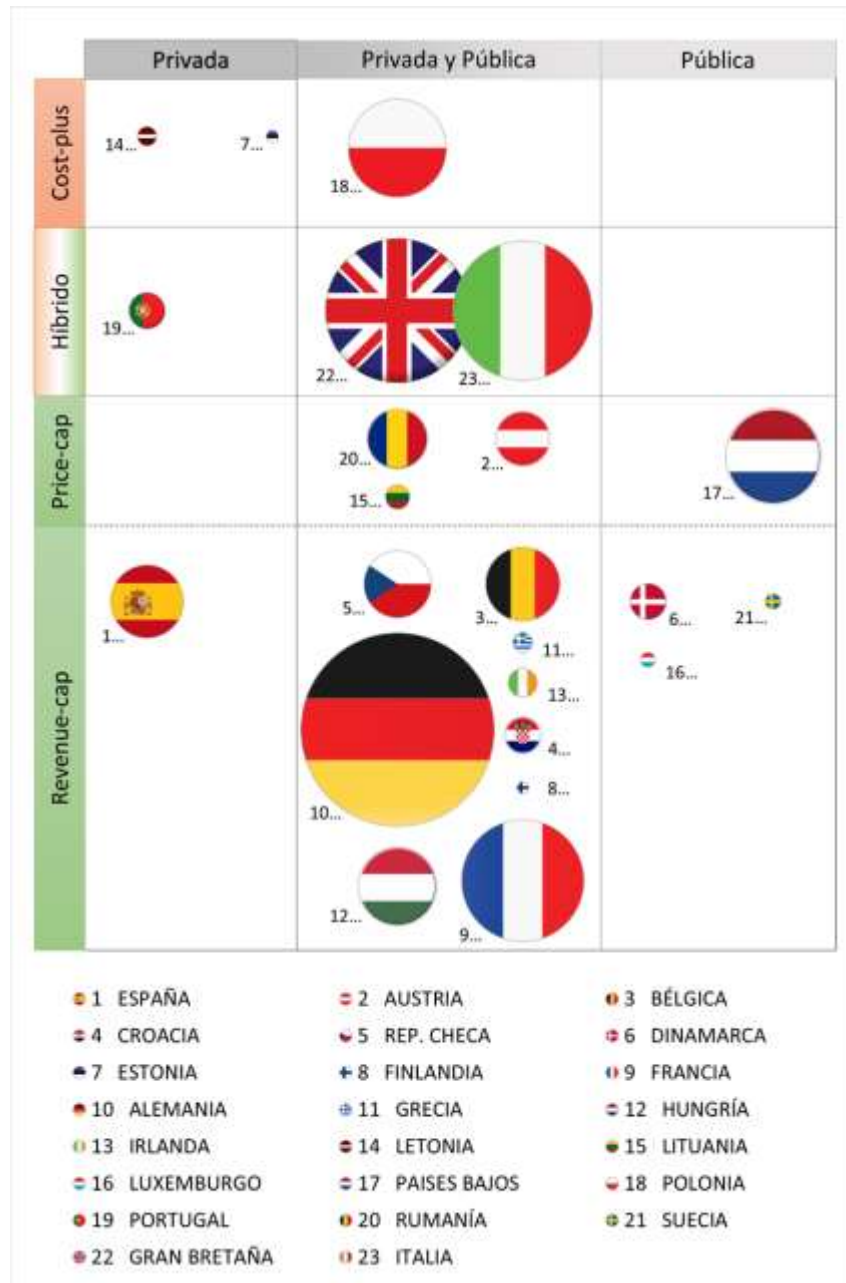 Privada Privada y Pública Pública
Cost-plus
14... 7...
18...
Híbrido
19...
22... 23...
Price-cap
20... 2...
17...
15...
Revenue-cap
1...
5... 3...
6... 21...
11...
16...
13...
4...
8...
10...
12...
9...
1 ESPAÑA 2 AUSTRIA 3 BÉLGICA
4 CROACIA 5 REP. CHECA 6 DINAMARCA
7 ESTONIA 8 FINLANDIA 9 FRANCIA
10 ALEMANIA 11 GRECIA 12 HUNGRÍA
13 IRLANDA 14 LETONIA 15 LITUANIA
16 LUXEMBURGO 17 PAISES BAJOS 18 POLONIA
19 PORTUGAL 20 RUMANÍA 21 SUECIA
22 GRAN BRETAÑA 23 ITALIA